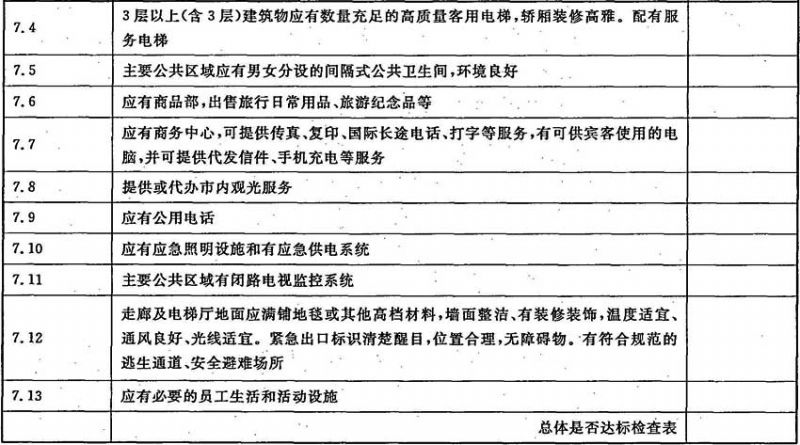 7.4
3层以上(含3层)建筑物应有数量充足的高质量客用电梯,轿厢装修高雅。配有服
务电梯
7.5
主要公共区域应有男女分设的间隔式公共卫生间,环境良好
7.6
应有商品部,出售旅行日常用品、旅游纪念品等
7.7
应有商务中心,可提供传真、复印、国际长途电话、打字等服务,有可供宾客使用的电
脑,并可提供代发信件、手机充电等服务
7.8
提供或代办市内观光服务
7.9
应有公用电话
7.10
应有应急照明设施和有应急供电系统
7.11
主要公共区域有闭路电视监控系统
7.12
走廊及电梯厅地面应满铺地毯或其他高档材料,墙面整洁、有装修装饰,温度适宜、
通风良好、光线适宜。紧急出口标识清楚醒目,位置合理,无障碍物。有符合规范的
逃生通道、安全避难场所
7.13
应有必要的员工生活和活动设施
总体是否达标检查表